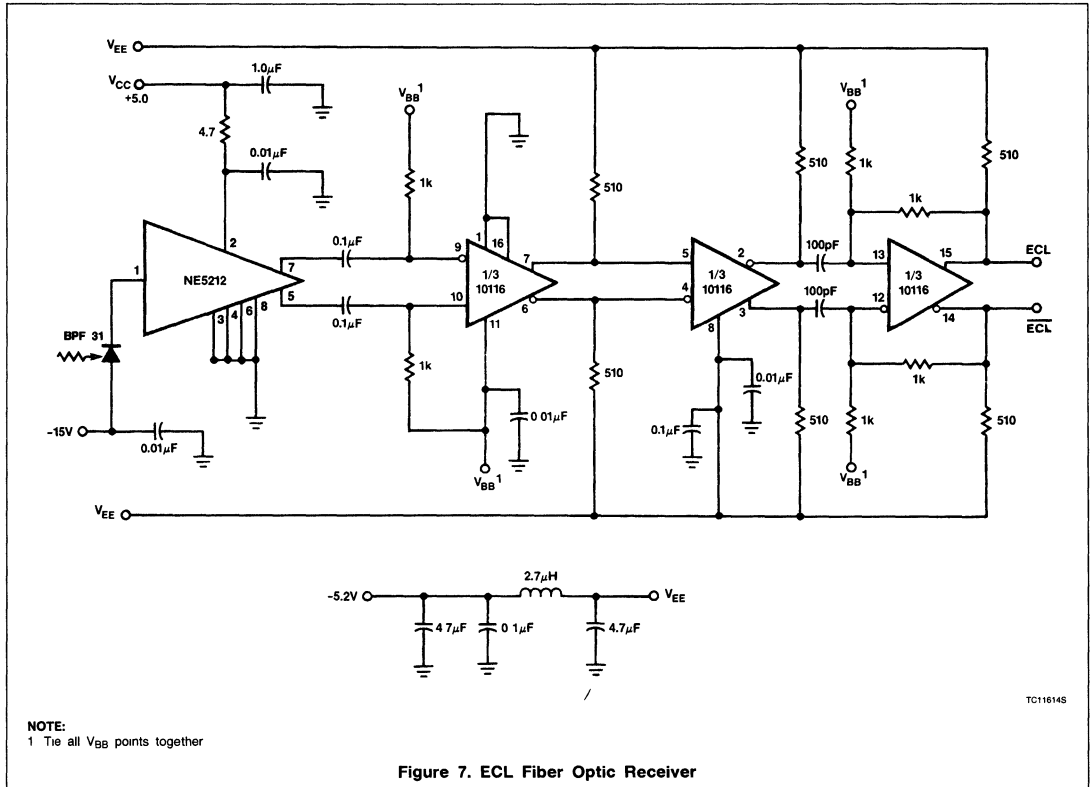 VEE
VCC
+5.0
1.0μF
4.7
0.01μF
2
1
NE5212
7
5
3
4
6
8
BPF 31
-15V
0.01μF
0.1μF
0.1μF
VBB1
1k
1k
9
10
1
16
1/3
10116
7
6
11
0 01μF
VBB1
510
510
5
4
1/3
10116
2
3
8
0.01μF
0.1μF
510
510
100pF
100pF
VBB1
1k
1k
13
12
1/3
10116
15
14
1k
1k
VBB1
510
510
ECL
ECL
VEE
-5.2V
2.7μH
VEE
4 7μF
0 1μF
4.7μF
TC11614S
NOTE:
1 Tie all VBB points together
Figure 7. ECL Fiber Optic Receiver